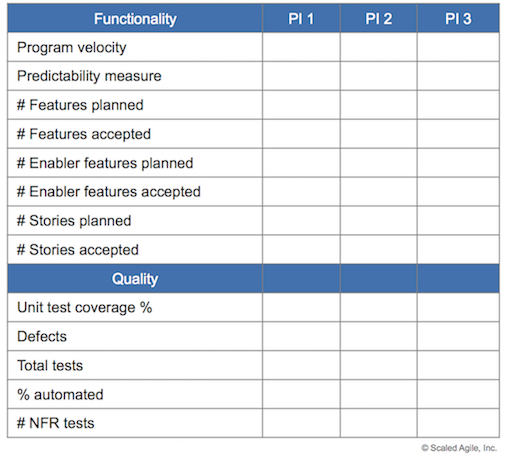 Functionality PI 1 PI 2 PI 3
Program velocity
Predictability measure
# Features planned
# Features accepted
# Enabler features planned
# Enabler features accepted
# Stories planned
# Stories accepted
Quality
Unit test coverage %
Defects
Total tests
% automated
# NFR tests
© Scaled Agile, Inc.